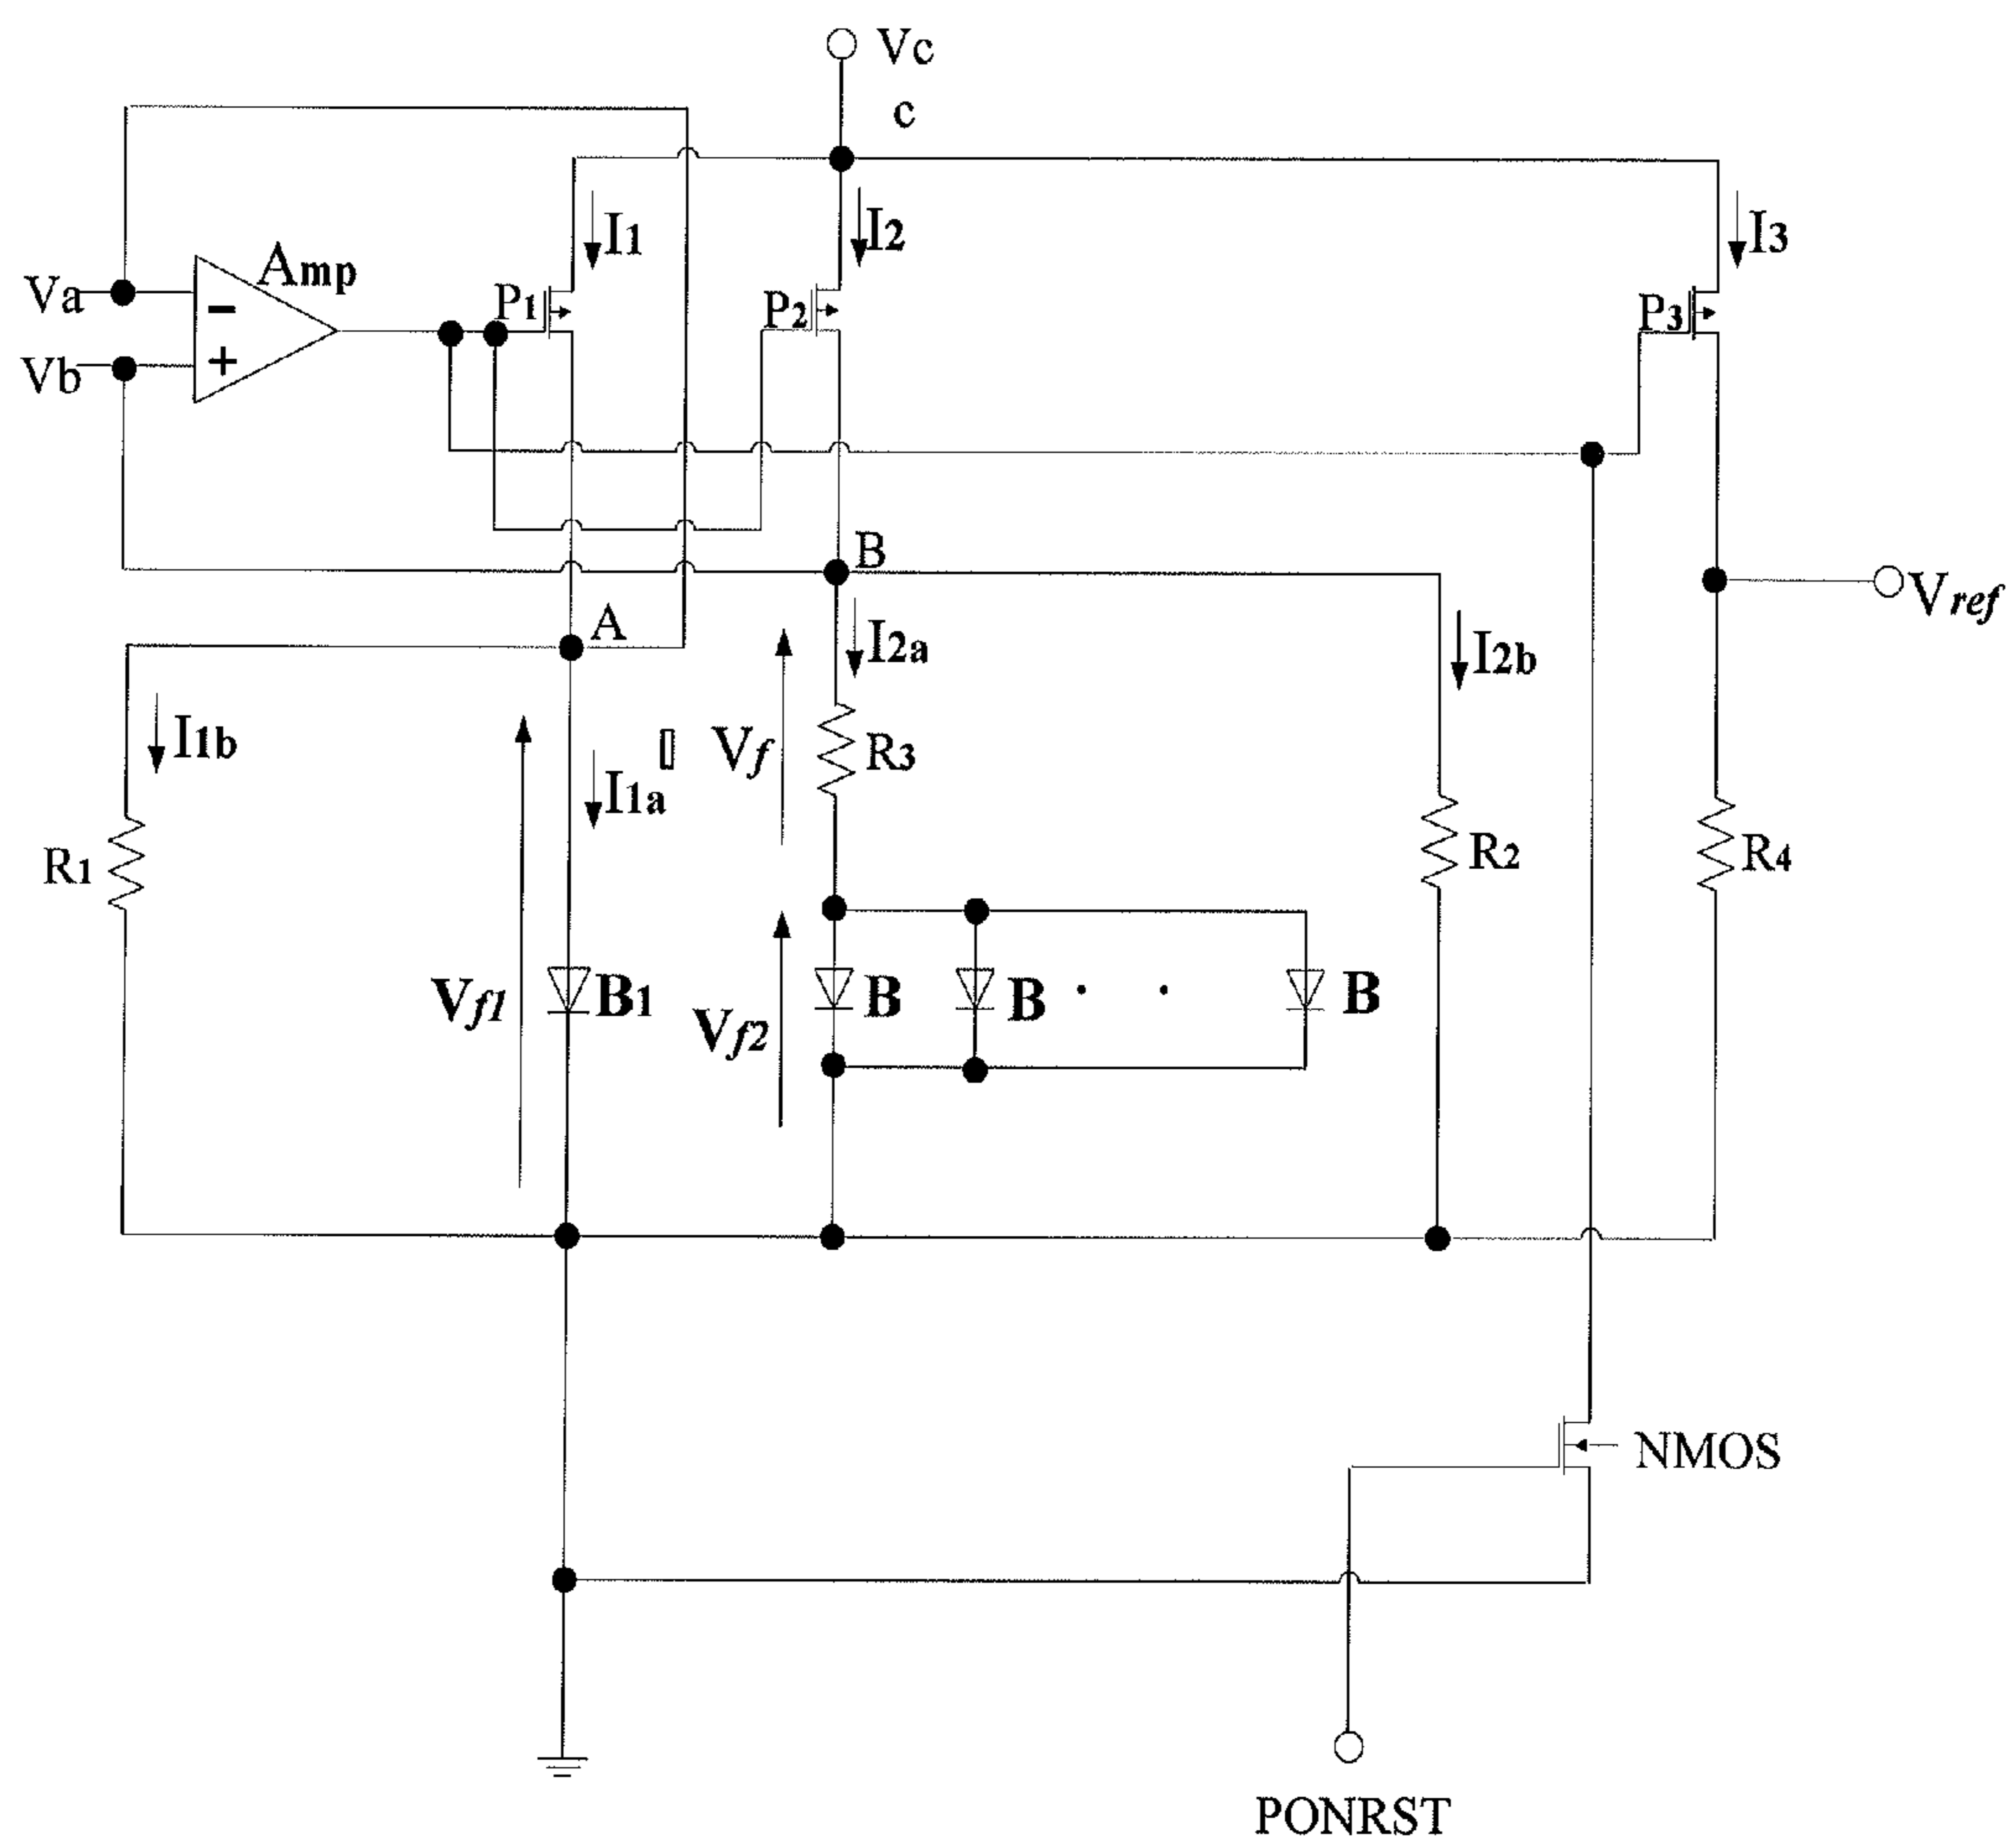 Vc
c
Amp
Va
Vb
−
+
P1
I1
P2
I2
P3
I3
B
A
Vref
I1b
I1a
Vf
I2a
R3
I2b
R1
R2
R4
Vf1
B1
Vf2
B
B
. .
B
NMOS
PONRST